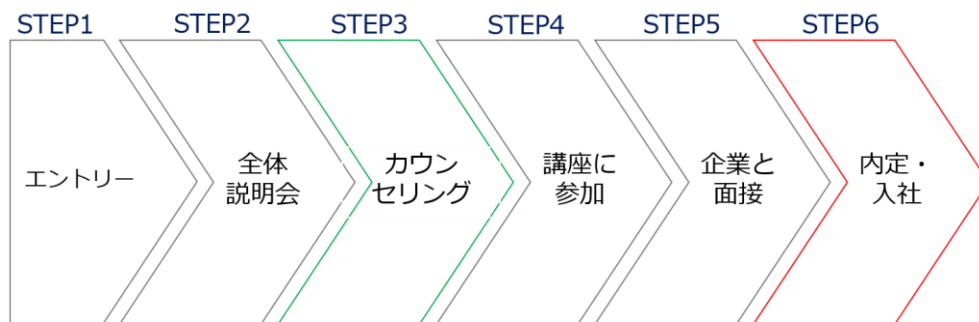 STEP1
STEP2
STEP3
STEP4
STEP5
STEP6
エントリー
全体
説明会
カウン
セリング
講座に
参加
企業と
面接
内定・
入社